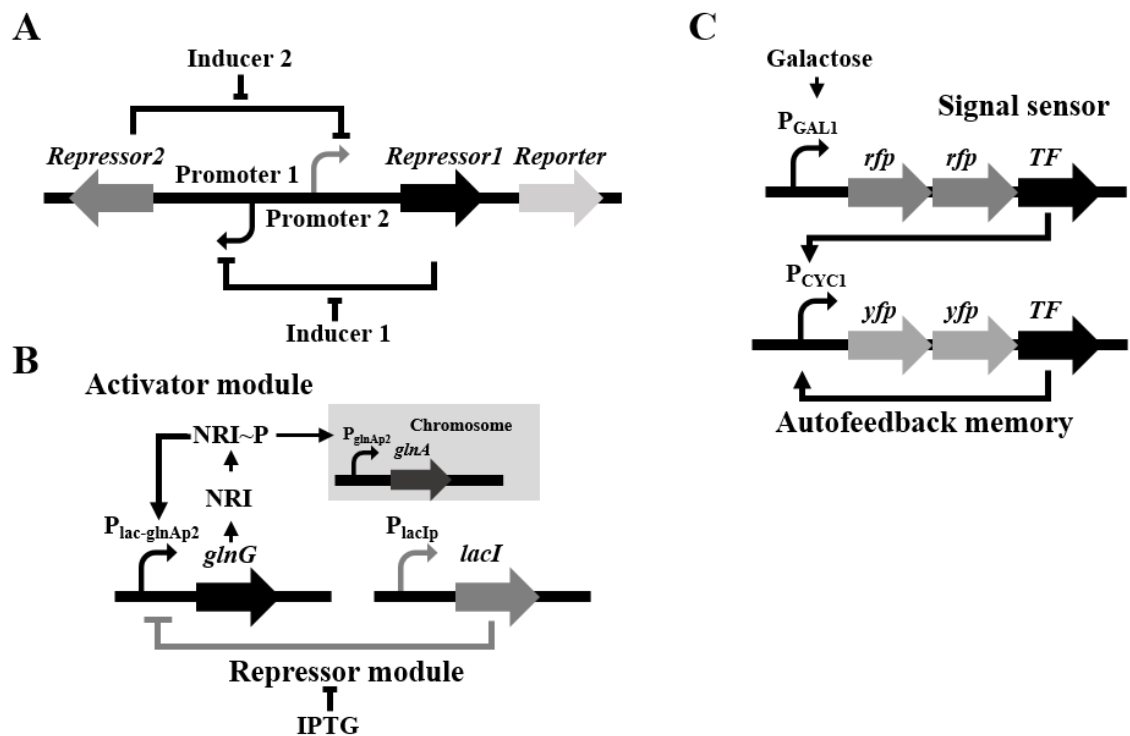 A
Inducer 2
Repressor2
Promoter 1
Repressor1
Reporter
Promoter 2
Inducer 1
B
Activator module
NRI~P
Chromosome
PglnAp2
glnA
NRI
Plac-glnAp2
glnG
PlacIp
lacI
Repressor module
IPTG
C
Galactose
Signal sensor
PGAL1
rfp rfp TF
PCYC1
yfp yfp TF
Autofeedback memory